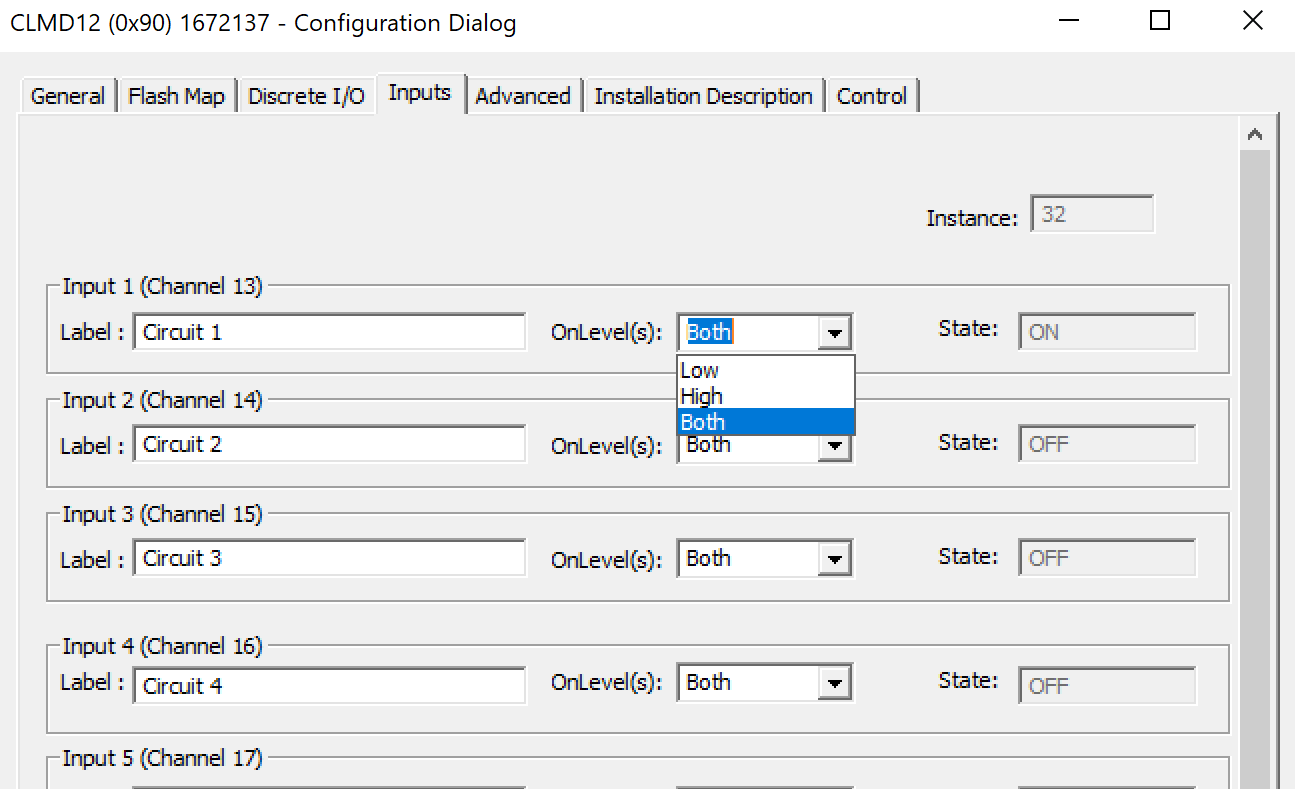 CLMD12 (0x90) 1672137 - Configuration Dialog
General Flash Map Discrete I/O Inputs Advanced Installation Description Control
Instance: 32
Input 1 (Channel 13)
Label : Circuit 1 OnLevel(s): Both State: ON
Low
High
Both
Input 2 (Channel 14)
Label : Circuit 2 OnLevel(s): Both State: OFF
Input 3 (Channel 15)
Label : Circuit 3 OnLevel(s): Both State: OFF
Input 4 (Channel 16)
Label : Circuit 4 OnLevel(s): Both State: OFF
Input 5 (Channel 17)